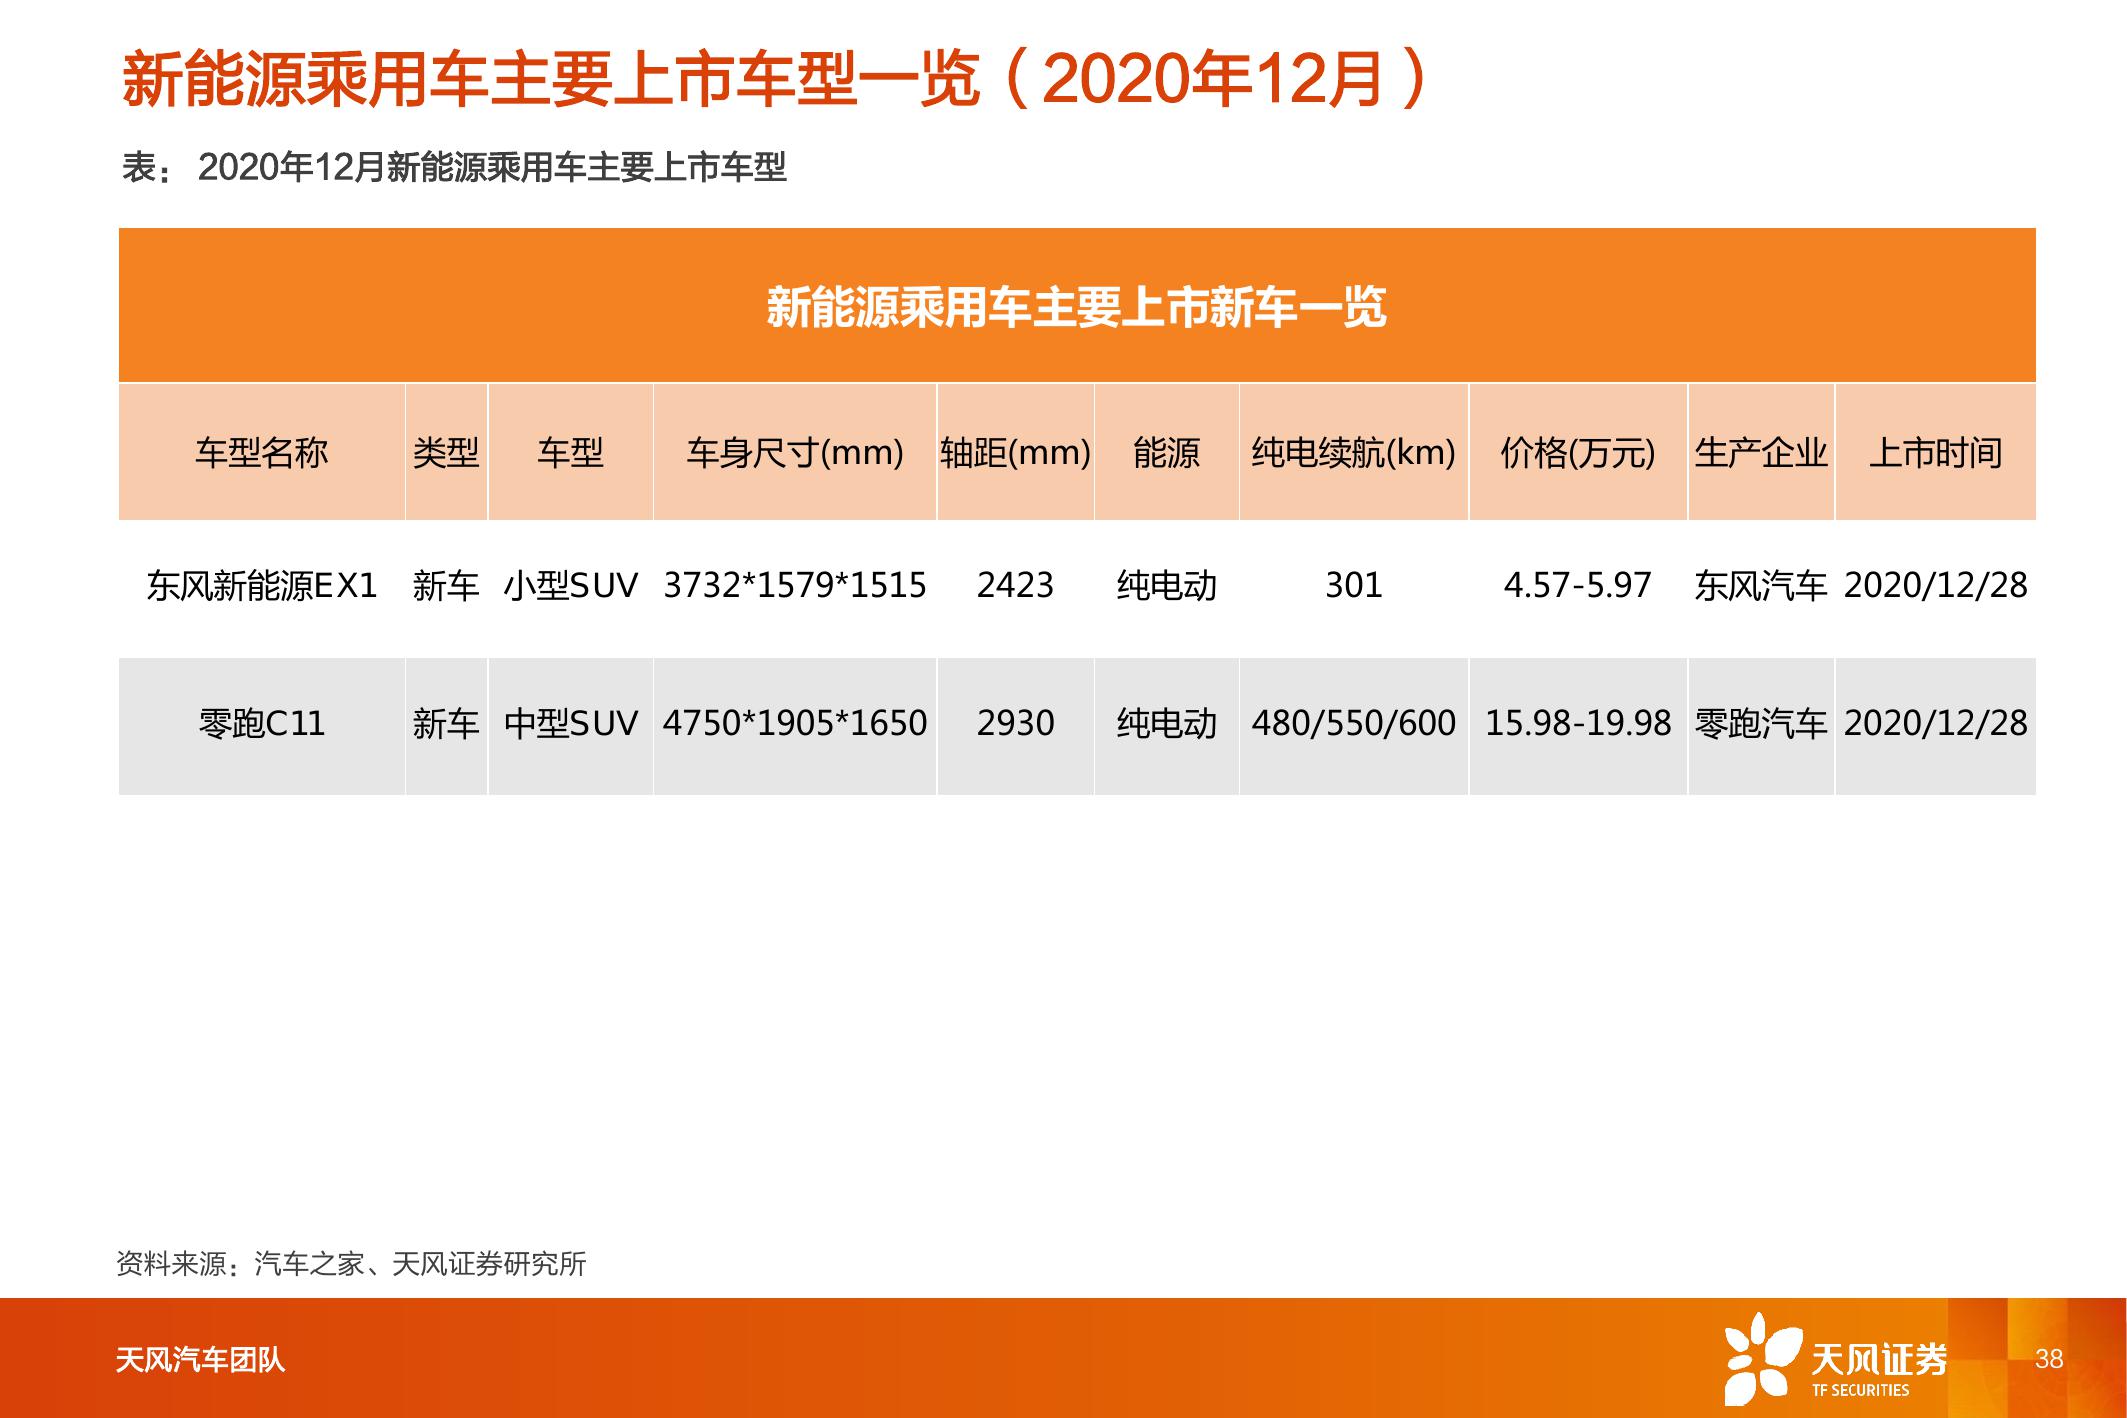 新能源乘用车主要上市车型一览（2020年12月）
表： 2020年12月新能源乘用车主要上市车型
新能源乘用车主要上市新车一览
车型名称 类型 车型 车身尺寸(mm) 轴距(mm) 能源 纯电续航(km) 价格(万元) 生产企业 上市时间
东风新能源EX1 新车 小型SUV 3732*1579*1515 2423 纯电动 301 4.57-5.97 东风汽车 2020/12/28
零跑C11 新车 中型SUV 4750*1905*1650 2930 纯电动 480/550/600 15.98-19.98 零跑汽车 2020/12/28
资料来源：汽车之家、天风证券研究所
天风汽车团队
天风证券
TF SECURITIES
38